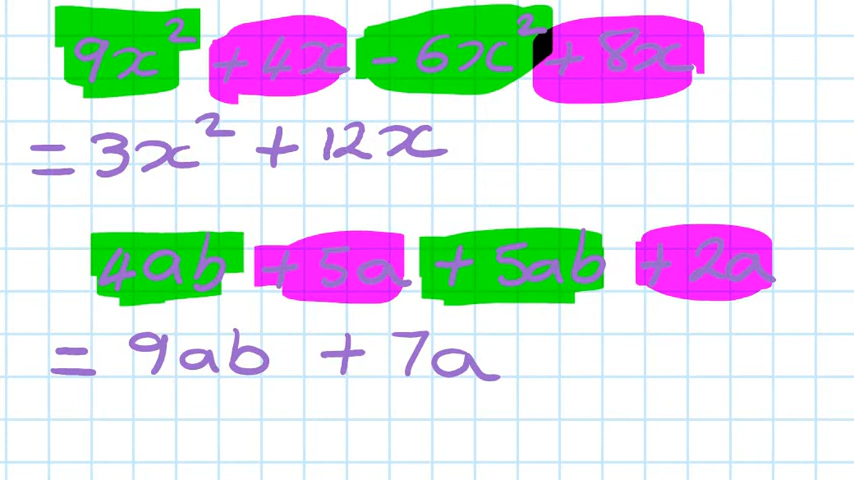 9x² + 4x - 6x² + 8x
= 3x² + 12x
4ab + 5a + 5ab + 2a
= 9ab + 7a